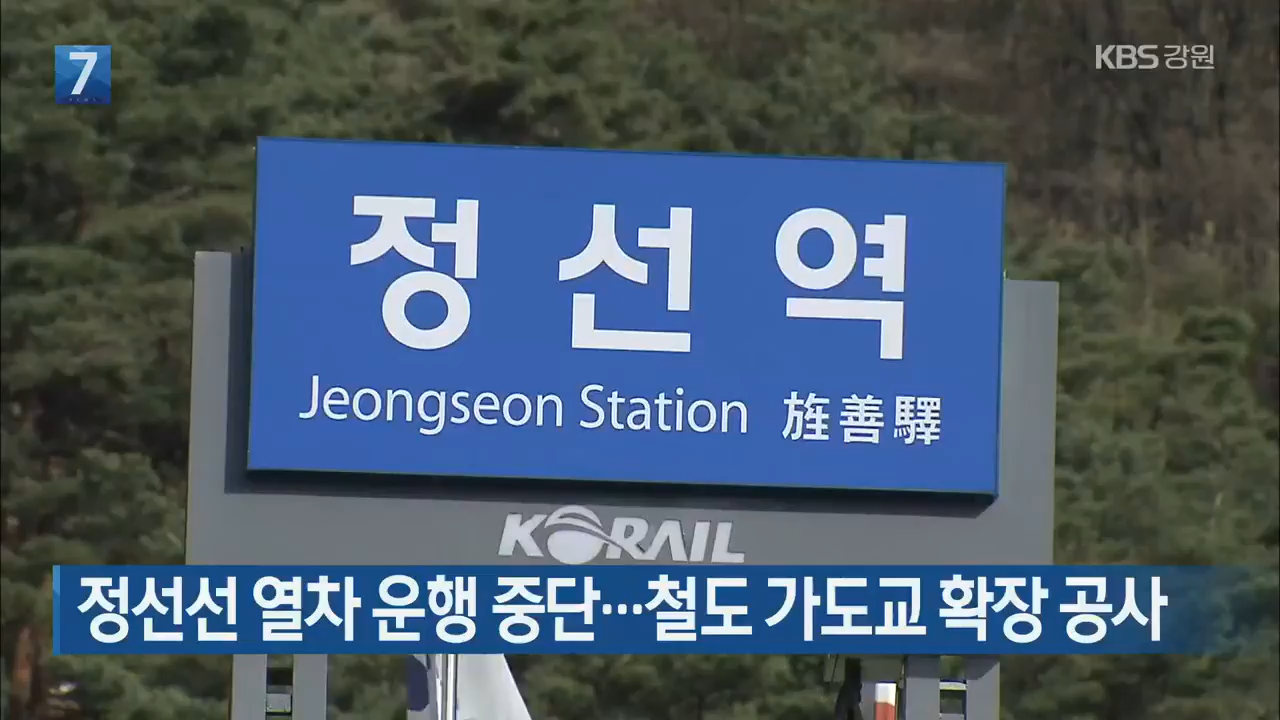 7
KBS 강원
정선역
Jeongseon Station 旌善驛
KORAIL
정선선 열차 운행 중단…철도 가도교 확장 공사